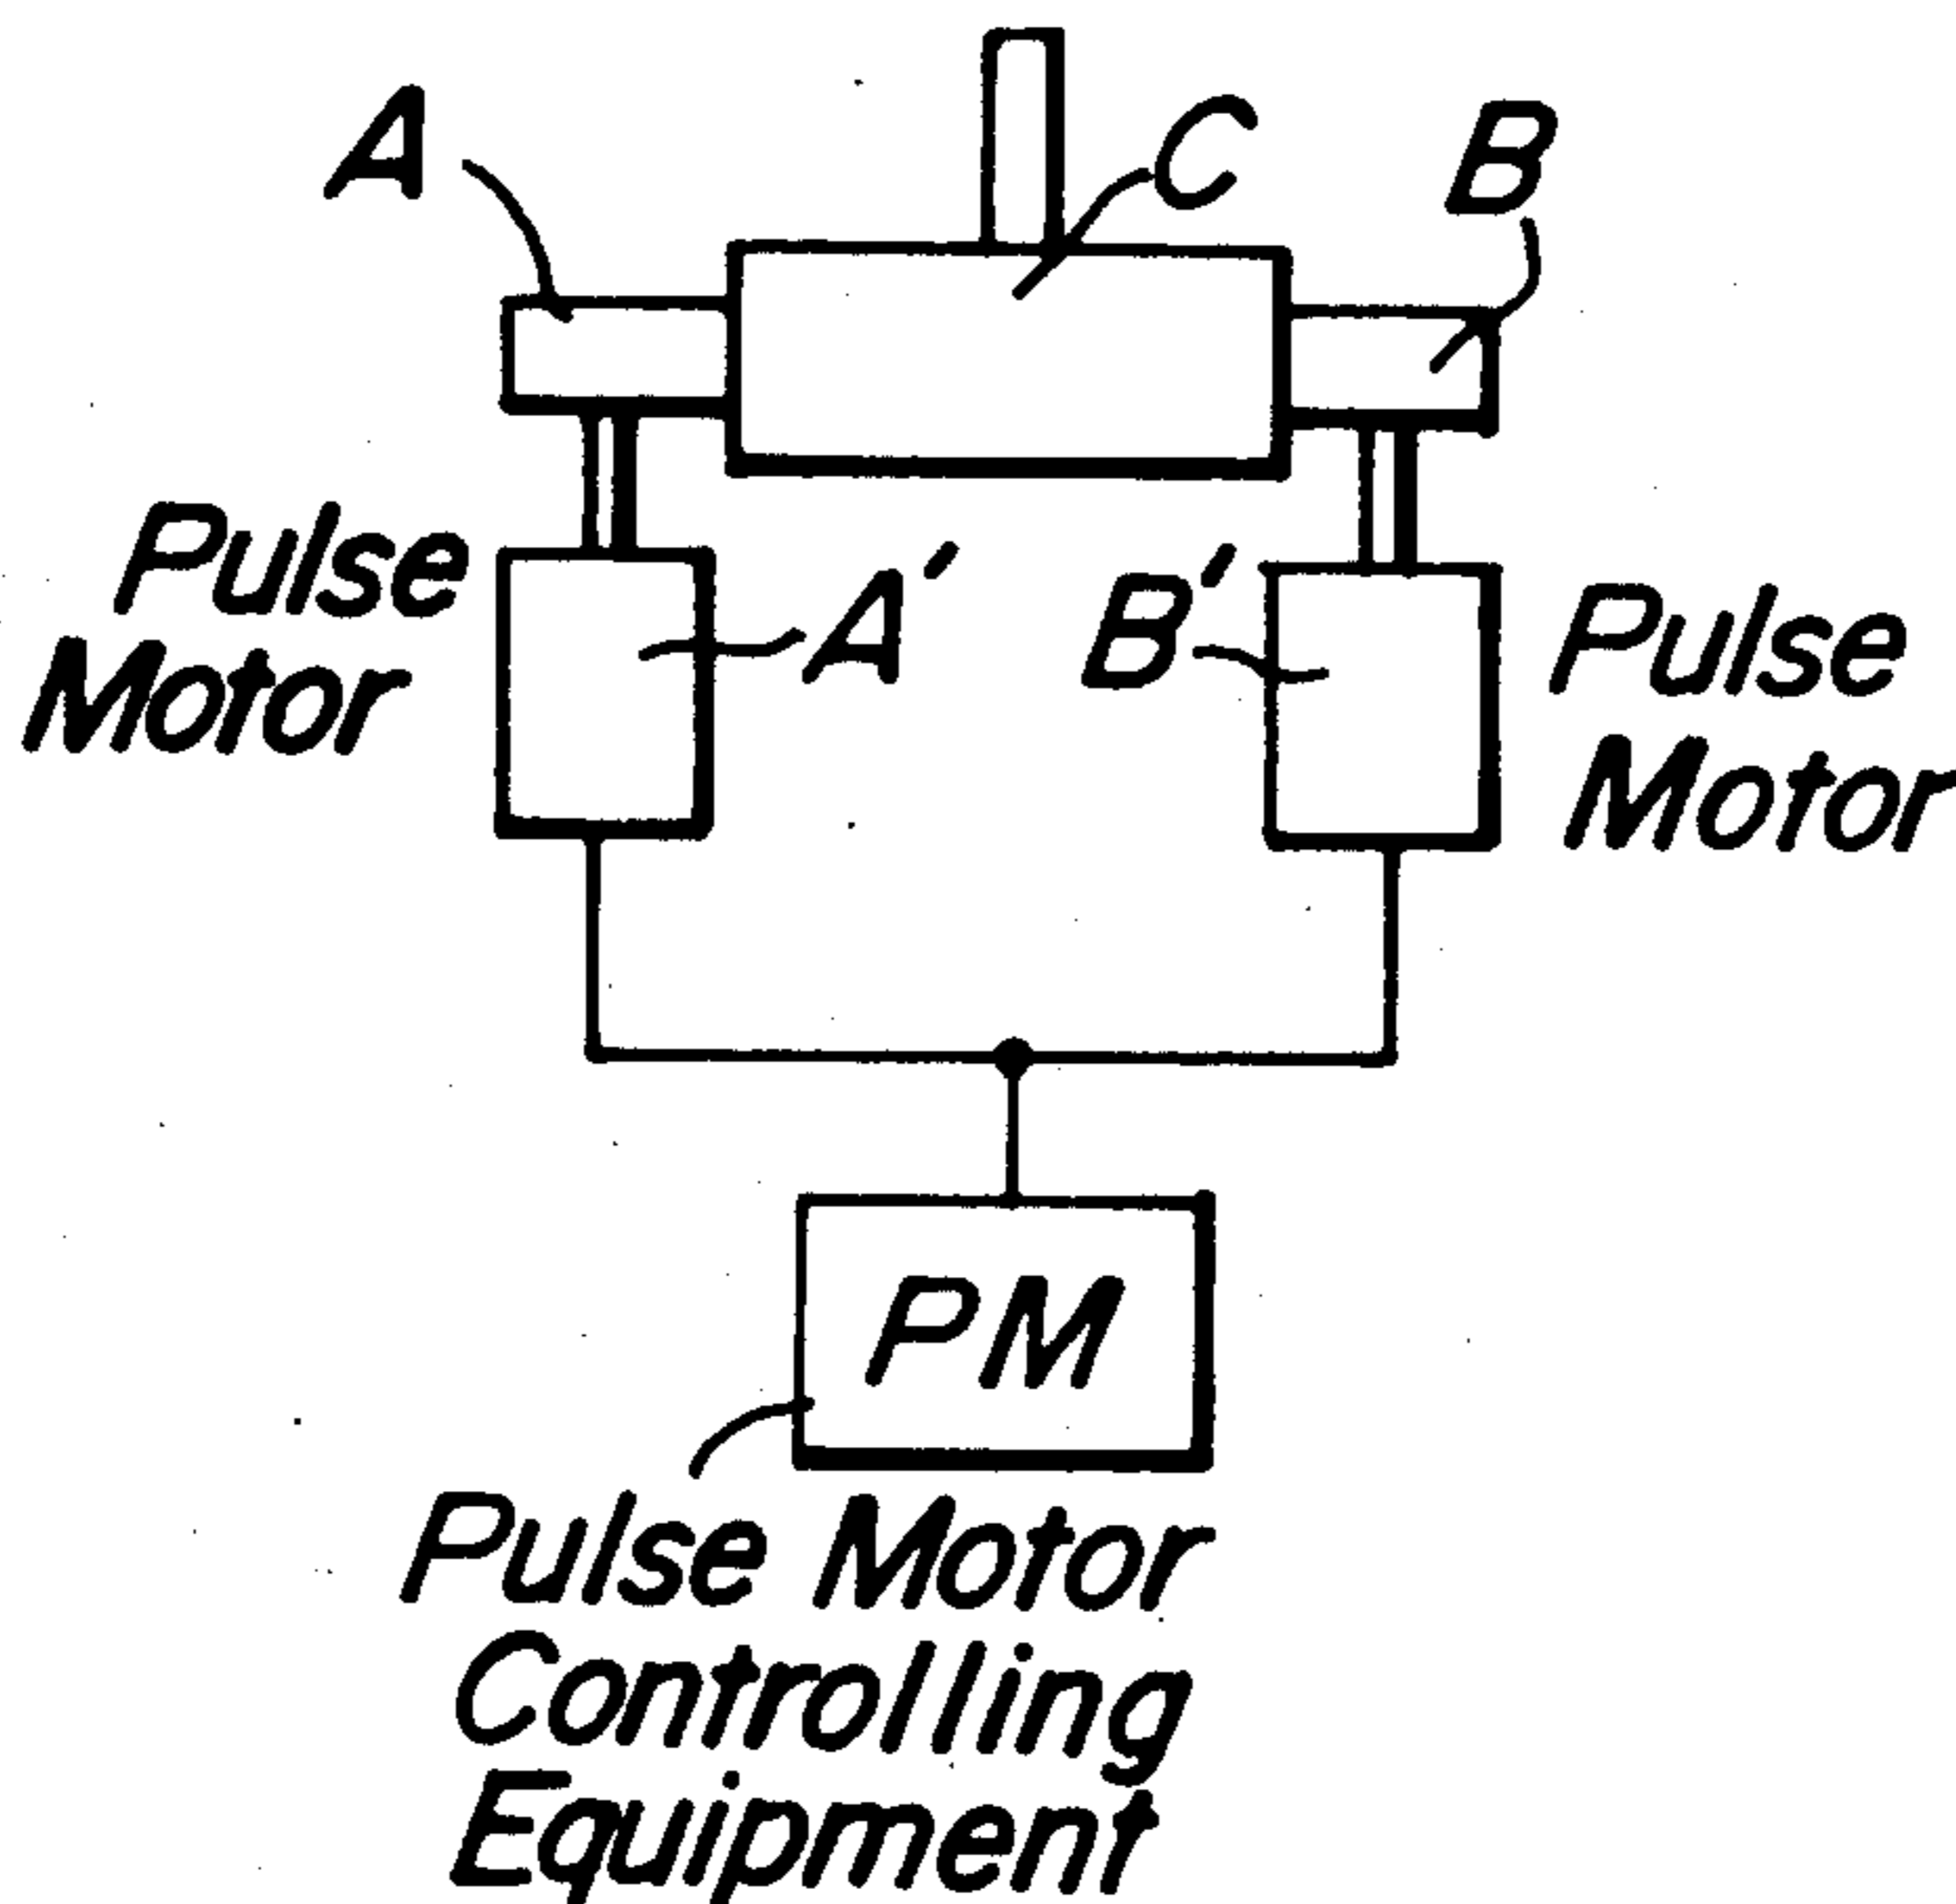 A
C
B
Pulse
Motor
A'
B'
Pulse
Motor
PM
Pulse Motor
Controlling
Equipment